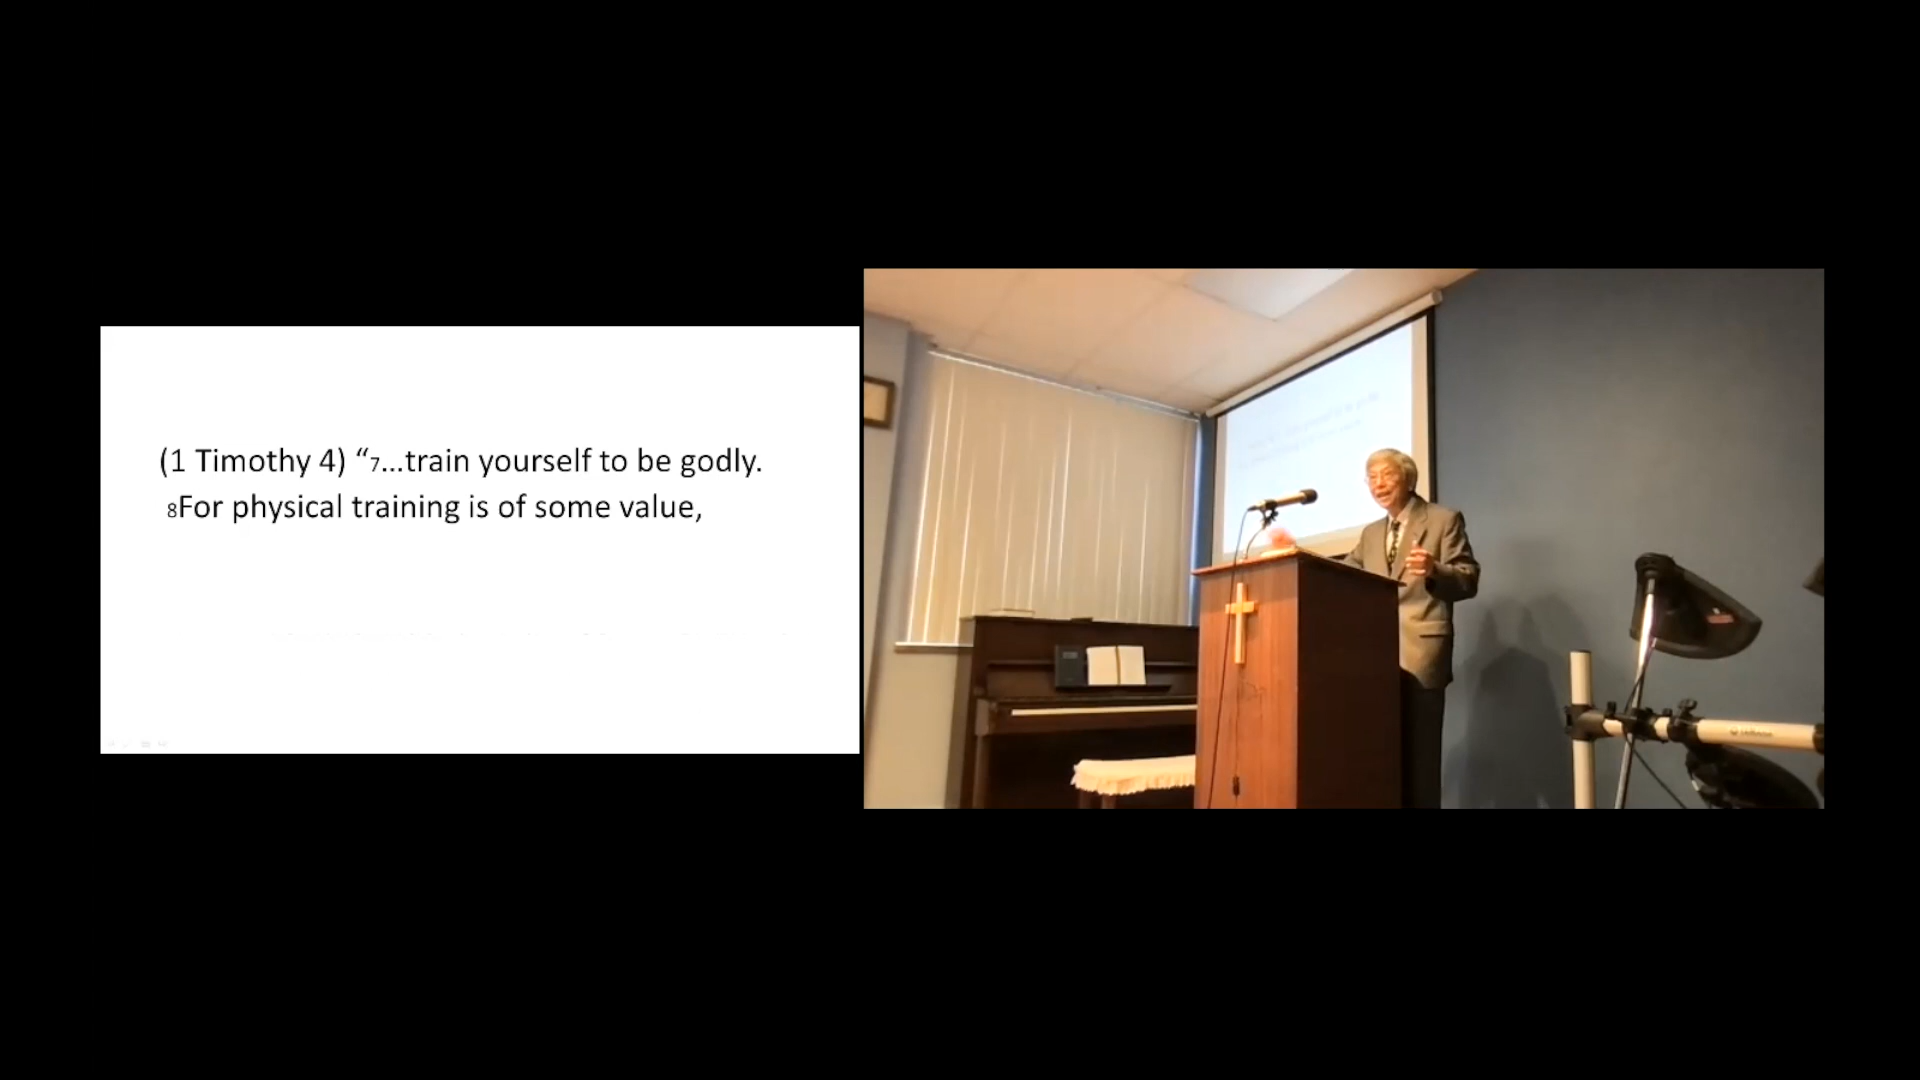 (1 Timothy 4) “7...train yourself to be godly.
8For physical training is of some value,